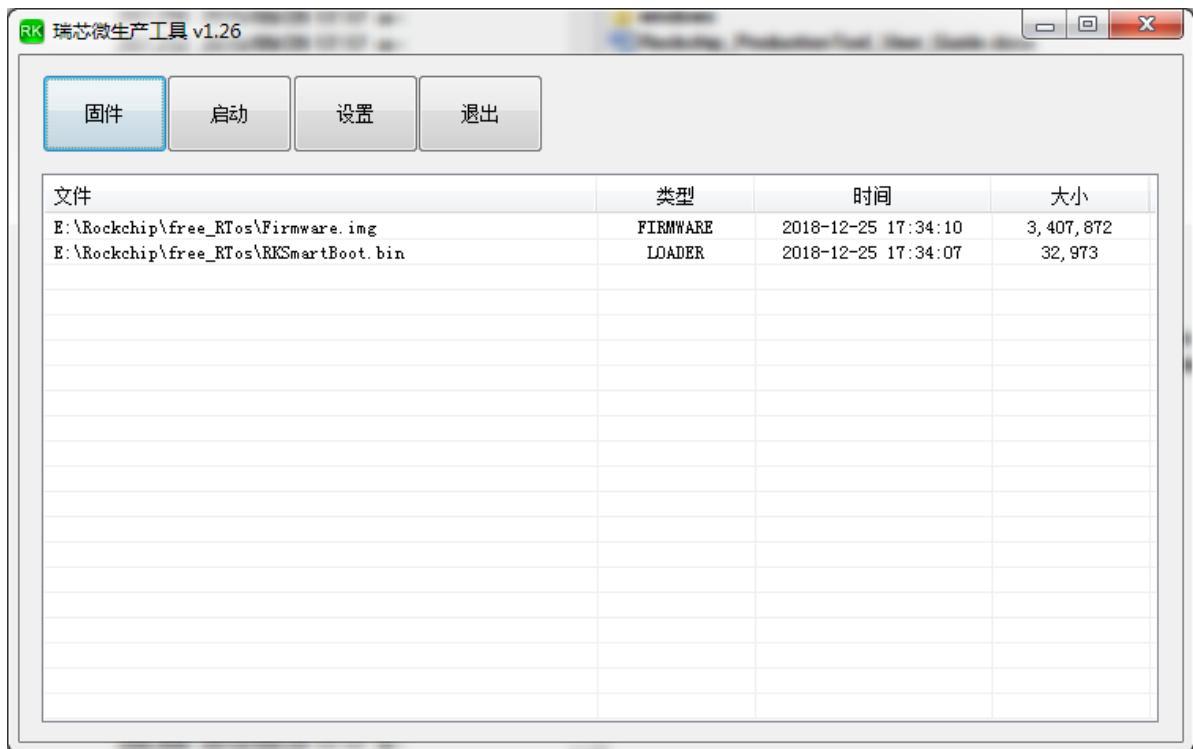 RK 瑞芯微生产工具 v1.26
固件 启动 设置 退出
文件 类型 时间 大小
E:\Rockchip\free_RTos\Firmware.img FIRMWARE 2018-12-25 17:34:10 3,407,872
E:\Rockchip\free_RTos\RKSmartBoot.bin LOADER 2018-12-25 17:34:07 32,973